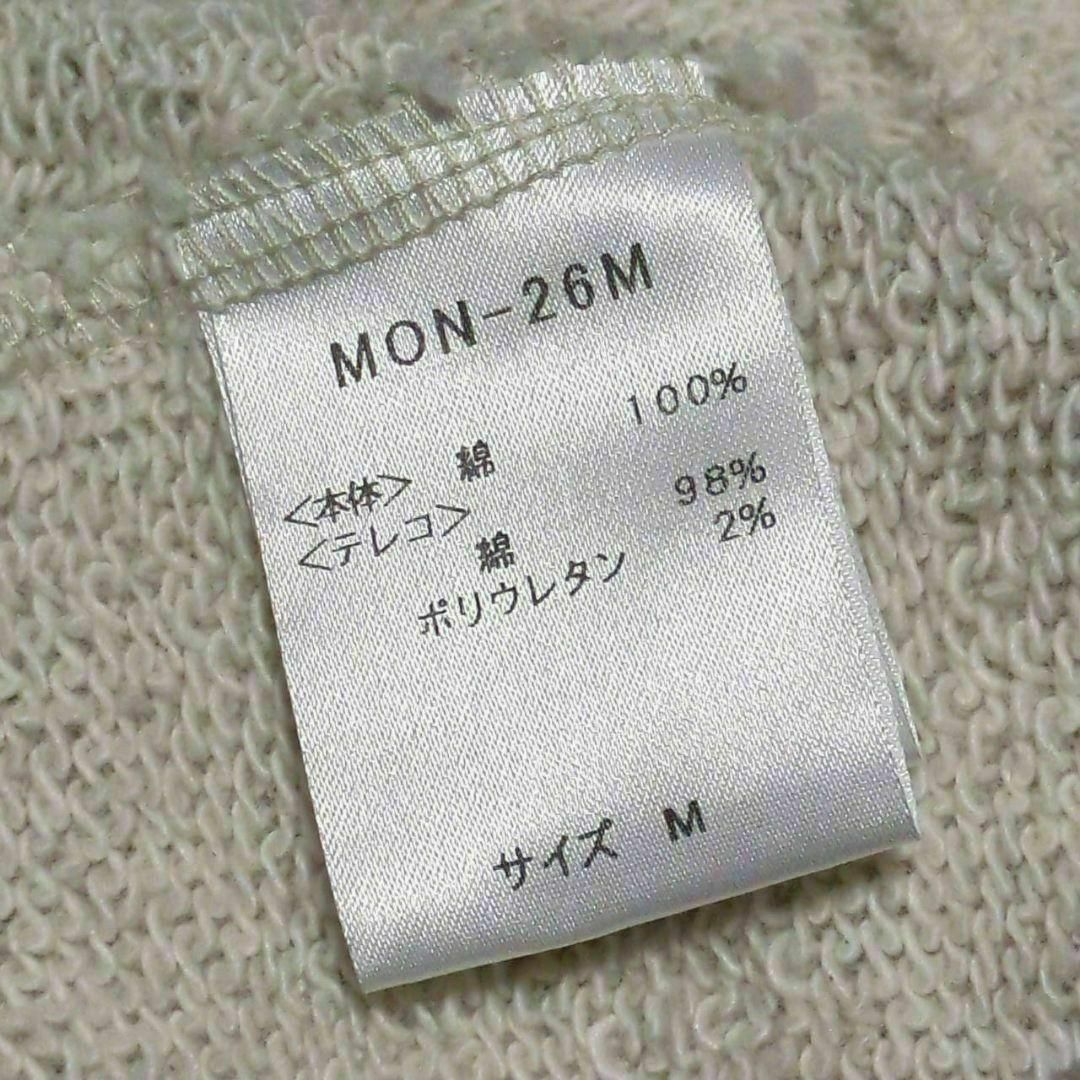 MON-26M
<本体> 綿 100%
<テレコ> 綿 98%
ポリウレタン 2%
サイズ M